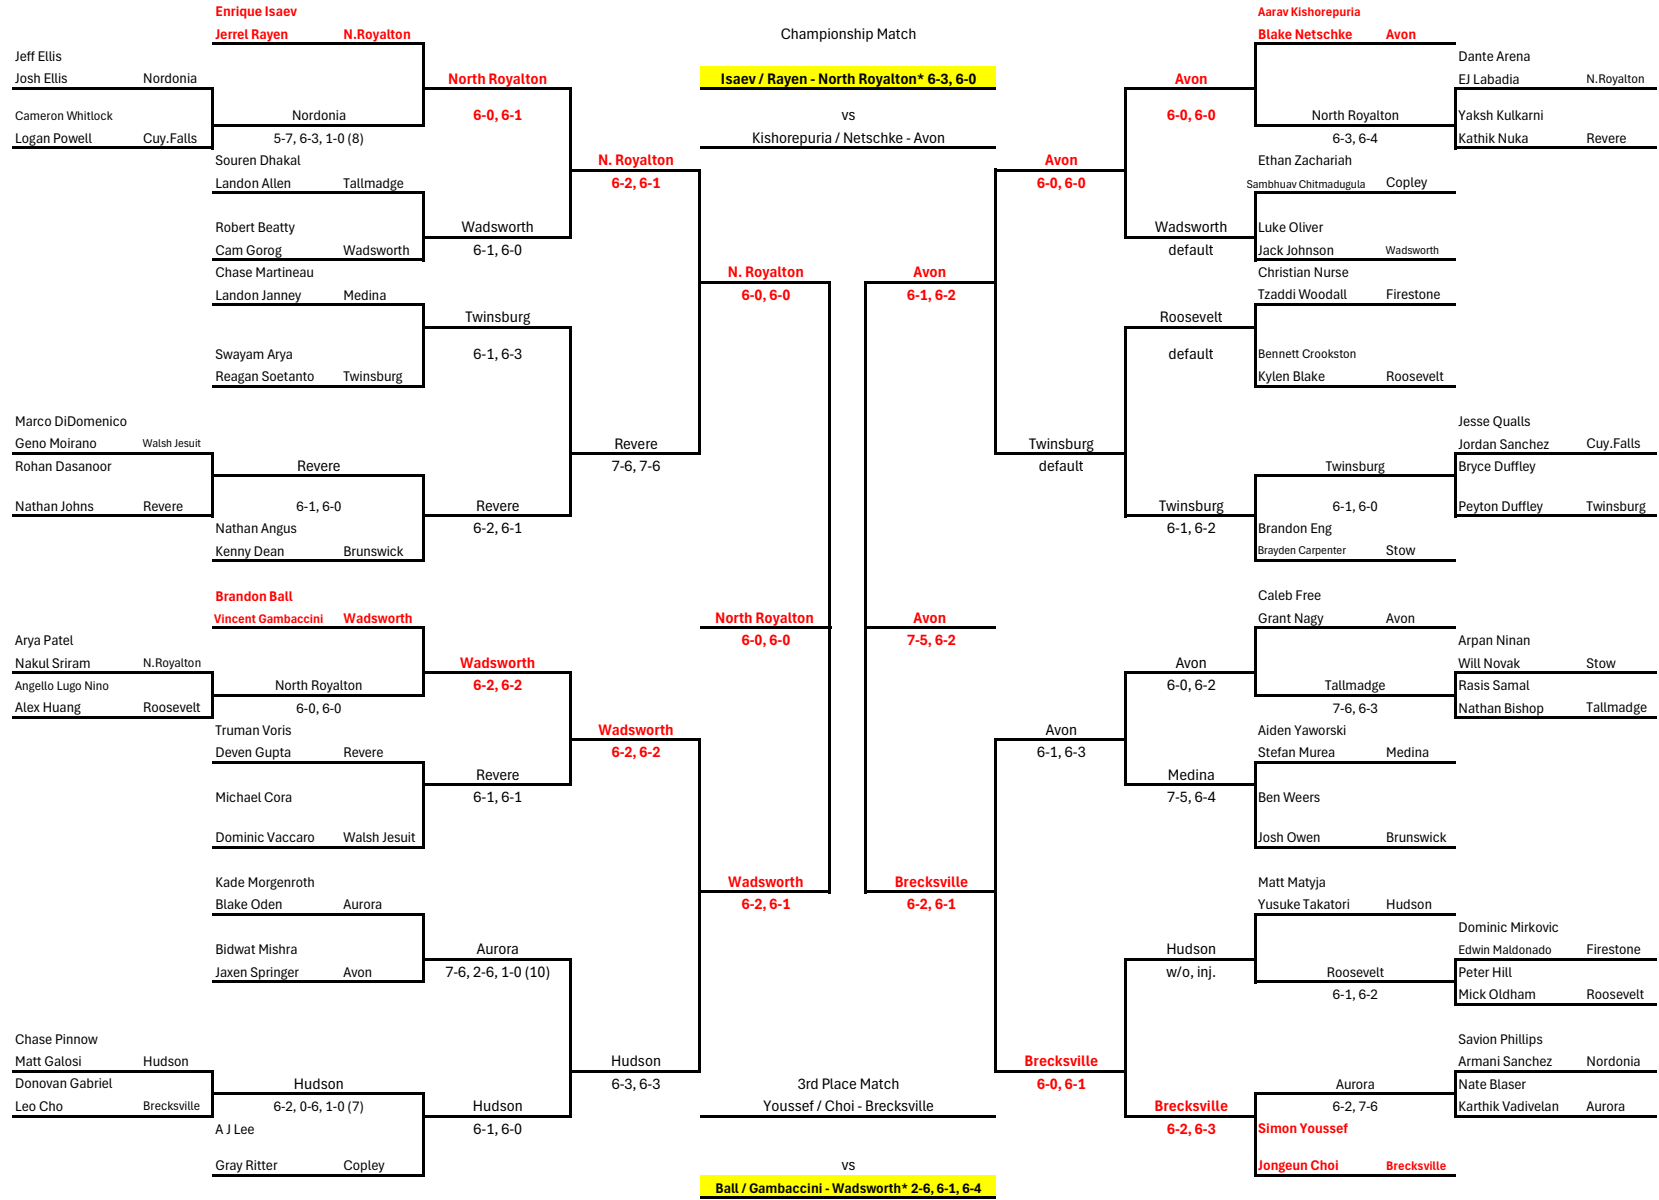 Enrique Isaev
Jerrel Rayen N.Royalton
Jeff Ellis
Josh Ellis Nordonia
North Royalton
Cameron Whitlock
Nordonia
6-0, 6-1
Logan Powell Cuy.Falls
5-7, 6-3, 1-0 (8)
Souren Dhakal
N. Royalton
Landon Allen Tallmadge
6-2, 6-1
Robert Beatty
Wadsworth
Cam Gorog Wadsworth
6-1, 6-0
Chase Martineau
N. Royalton
Landon Janney Medina
6-0, 6-0
Twinsburg
Swayam Arya
6-1, 6-3
Reagan Soetanto Twinsburg
Marco DiDomenico
Geno Moirano Walsh Jesuit
Revere
Rohan Dasanoor
Revere
7-6, 7-6
Nathan Johns Revere
6-1, 6-0
Revere
Nathan Angus
6-2, 6-1
Kenny Dean Brunswick
Brandon Ball
Vincent Gambaccini Wadsworth
North Royalton
Arya Patel
6-0, 6-0
Nakul Sriram N.Royalton
Wadsworth
Angello Lugo Nino
North Royalton
6-2, 6-2
Alex Huang Roosevelt
6-0, 6-0
Truman Voris
Wadsworth
Deven Gupta Revere
6-2, 6-2
Revere
Michael Cora
6-1, 6-1
Dominic Vaccaro Walsh Jesuit
Kade Morgenroth
Wadsworth
Blake Oden Aurora
6-2, 6-1
Bidwat Mishra
Aurora
Jaxen Springer Avon
7-6, 2-6, 1-0 (10)
Chase Pinnow
Matt Galosi Hudson
Hudson
Donovan Gabriel
Hudson
6-3, 6-3
Leo Cho Brecksville
6-2, 0-6, 1-0 (7)
Hudson
A J Lee
6-1, 6-0
Gray Ritter Copley
Championship Match
Isaev / Rayen - North Royalton* 6-3, 6-0
vs
Kishorepuria / Netschke - Avon
3rd Place Match
Youssef / Choi - Brecksville
vs
Ball / Gambaccini - Wadsworth* 2-6, 6-1, 6-4
Aarav Kishorepuria
Blake Netschke Avon
Dante Arena
Avon
EJ Labadia N.Royalton
6-0, 6-0
North Royalton
Yaksh Kulkarni
6-3, 6-4
Kathik Nuka Revere
Avon
Ethan Zachariah
6-0, 6-0
Sambhuav Chitmadugula Copley
Wadsworth
Luke Oliver
default
Jack Johnson Wadsworth
Avon
Christian Nurse
6-1, 6-2
Tzaddi Woodall Firestone
Roosevelt
default
Bennett Crookston
Kylen Blake Roosevelt
Jesse Qualls
Twinsburg
Jordan Sanchez Cuy.Falls
default
Twinsburg
Bryce Duffley
Twinsburg
6-1, 6-0
Peyton Duffley Twinsburg
6-1, 6-2
Brandon Eng
Brayden Carpenter Stow
Caleb Free
Avon
Grant Nagy Avon
7-5, 6-2
Arpan Ninan
Avon
Will Novak Stow
6-0, 6-2
Tallmadge
Rasis Samal
7-6, 6-3
Nathan Bishop Tallmadge
Avon
Aiden Yaworski
6-1, 6-3
Stefan Murea Medina
Medina
7-5, 6-4
Ben Weers
Josh Owen Brunswick
Brecksville
Matt Matyja
6-2, 6-1
Yusuke Takatori Hudson
Dominic Mirkovic
Hudson
Edwin Maldonado Firestone
w/o, inj.
Roosevelt
Peter Hill
6-1, 6-2
Mick Oldham Roosevelt
Savion Phillips
Brecksville
Armani Sanchez Nordonia
6-0, 6-1
Aurora
Nate Blaser
Brecksville
6-2, 7-6
Karthik Vadivelan Aurora
6-2, 6-3
Simon Youssef
Jongeun Choi Brecksville